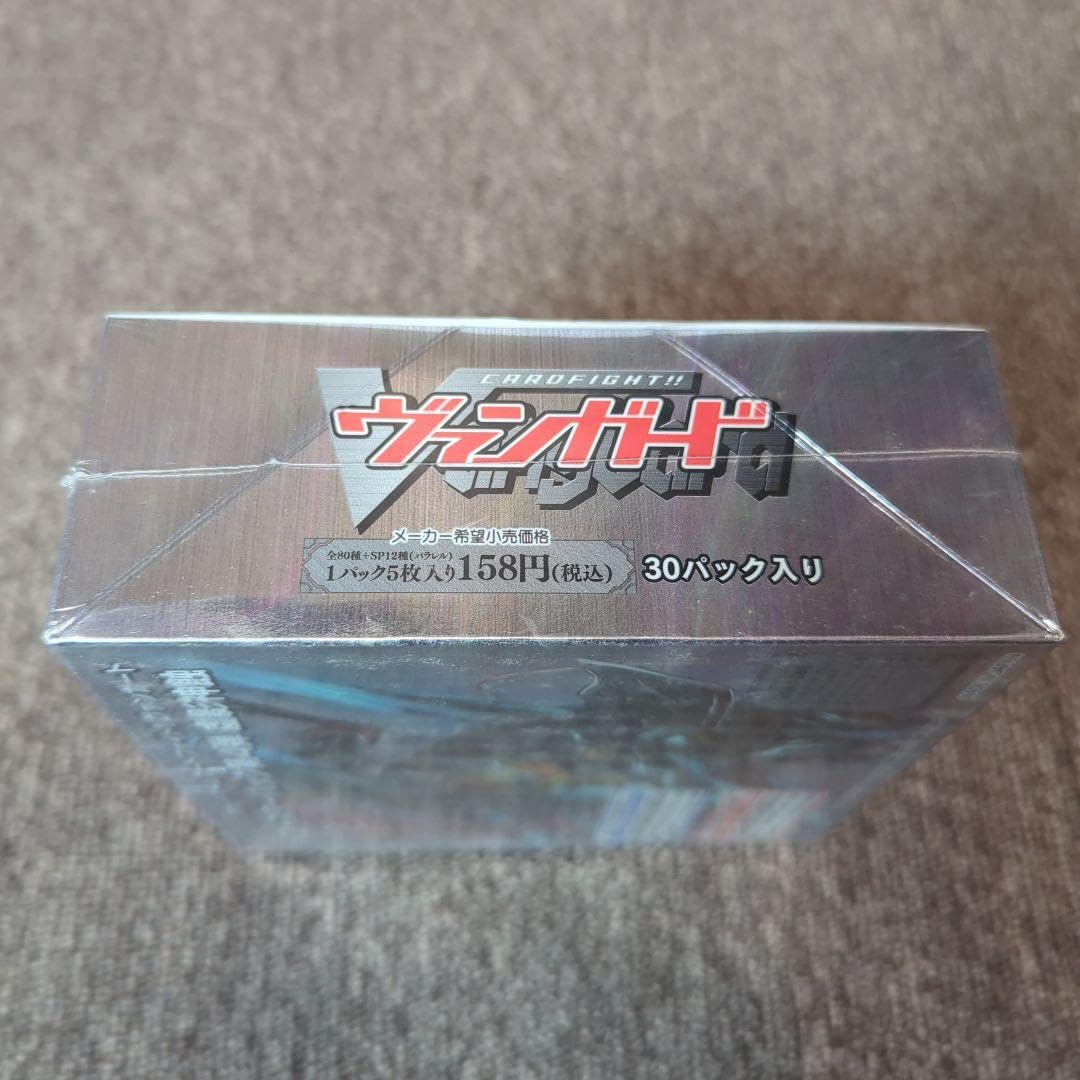 CARDFIGHT!!
ヴァンガード
Vanguard
メーカー希望小売価格
全80種+SP12種(パラレル)
1パック5枚入り158円(税込)
30パック入り